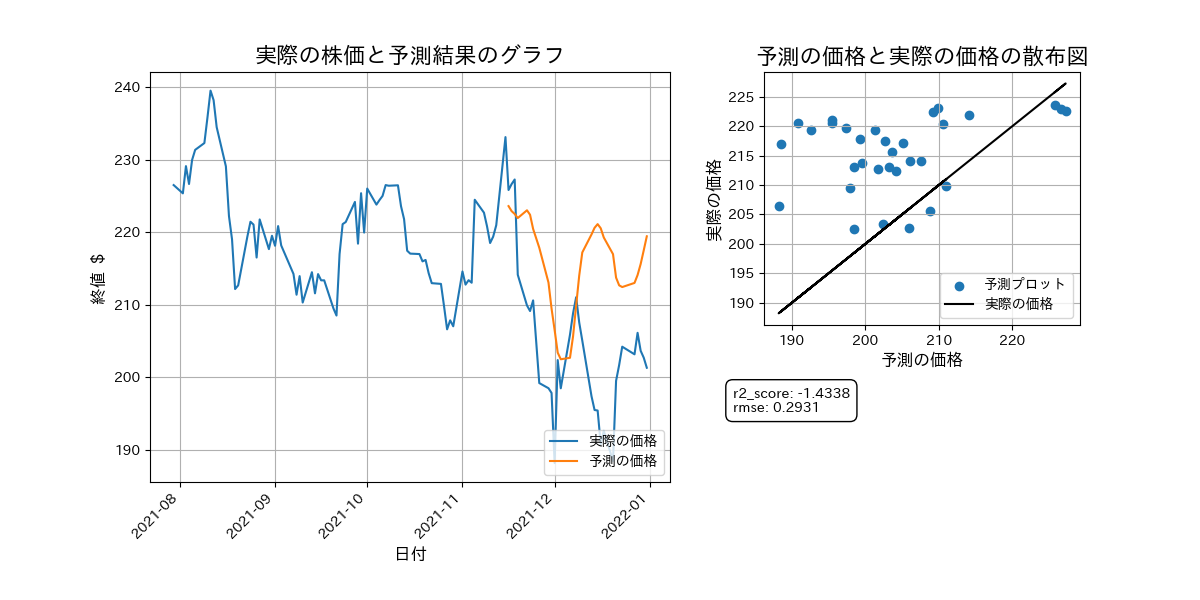 実際の株価と予測結果のグラフ
240
230
220
210
200
190
終値 $
2021-08
2021-09
2021-10
2021-11
2021-12
2022-01
日付
実際の価格
予測の価格
予測の価格と実際の価格の散布図
225
220
215
210
205
200
195
190
実際の価格
190
200
210
220
予測の価格
予測プロット
実際の価格
r2_score: -1.4338
rmse: 0.2931